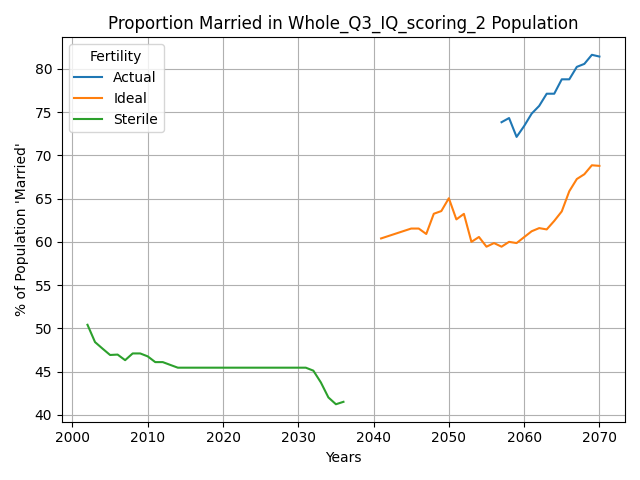 Proportion Married in Whole_Q3_IQ_scoring_2 Population
Fertility
Actual
Ideal
Sterile
% of Population 'Married'
80
75
70
65
60
55
50
45
40
2000
2010
2020
2030
2040
2050
2060
2070
Years